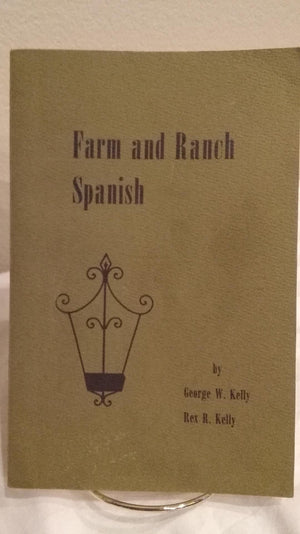 Farm and Ranch
Spanish
by
George W. Kelly
Rex R. Kelly